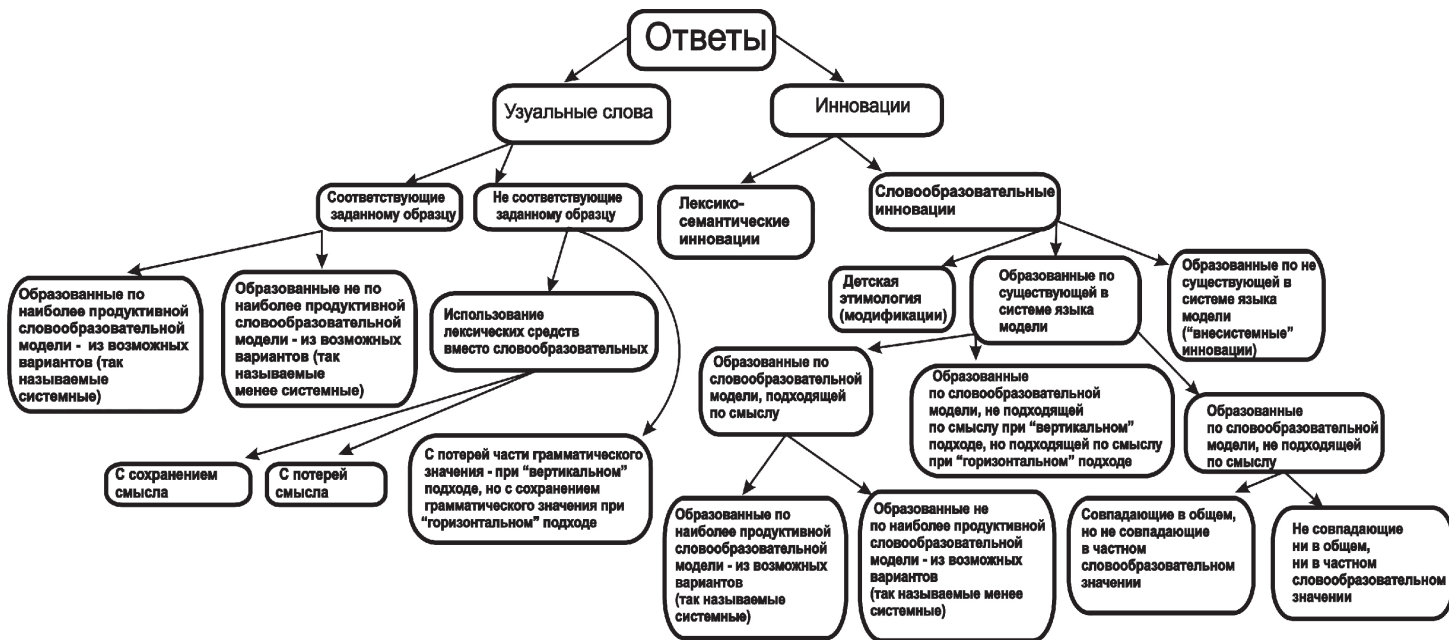 Ответы
Узуальные слова
Инновации
Соответствующие
заданному образцу
Не соответствующие
заданному образцу
Лексико-
семантические
инновации
Словообразовательные
инновации
Образованные по
наиболее продуктивной
словообразовательной
модели - из возможных
вариантов (так
называемые
системные)
Образованные не по
наиболее продуктивной
словообразовательной
модели - из возможных
вариантов (так
называемые
менее системные)
Использование
лексических средств
вместо словообразовательных
Детская
этимология
(модификации)
Образованные по
существующей в
системе языка
модели
Образованные по не
существующей в
системе языка
модели
(“внесистемные”
инновации)
Образованные по
словообразовательной
модели, подходящей
по смыслу
Образованные
по словообразовательной
модели, не подходящей
по смыслу при “вертикальном”
подходе, но подходящей по смыслу
при “горизонтальном” подходе
Образованные
по словообразовательной
модели, не подходящей
по смыслу
С сохранением
смысла
С потерей
смысла
С потерей части грамматического
значения - при “вертикальном”
подходе, но с сохранением
грамматического значения при
“горизонтальном” подходе
Образованные по
наиболее продуктивной
словообразовательной
модели - из возможных
вариантов
(так называемые
системные)
Образованные не
по наиболее продуктивной
словообразовательной
модели - из возможных
вариантов
(так называемые менее
системные)
Совпадающие в общем,
но не совпадающие
в частном
словообразовательном
значении
Не совпадающие
ни в общем,
ни в частном
словообразовательном
значении